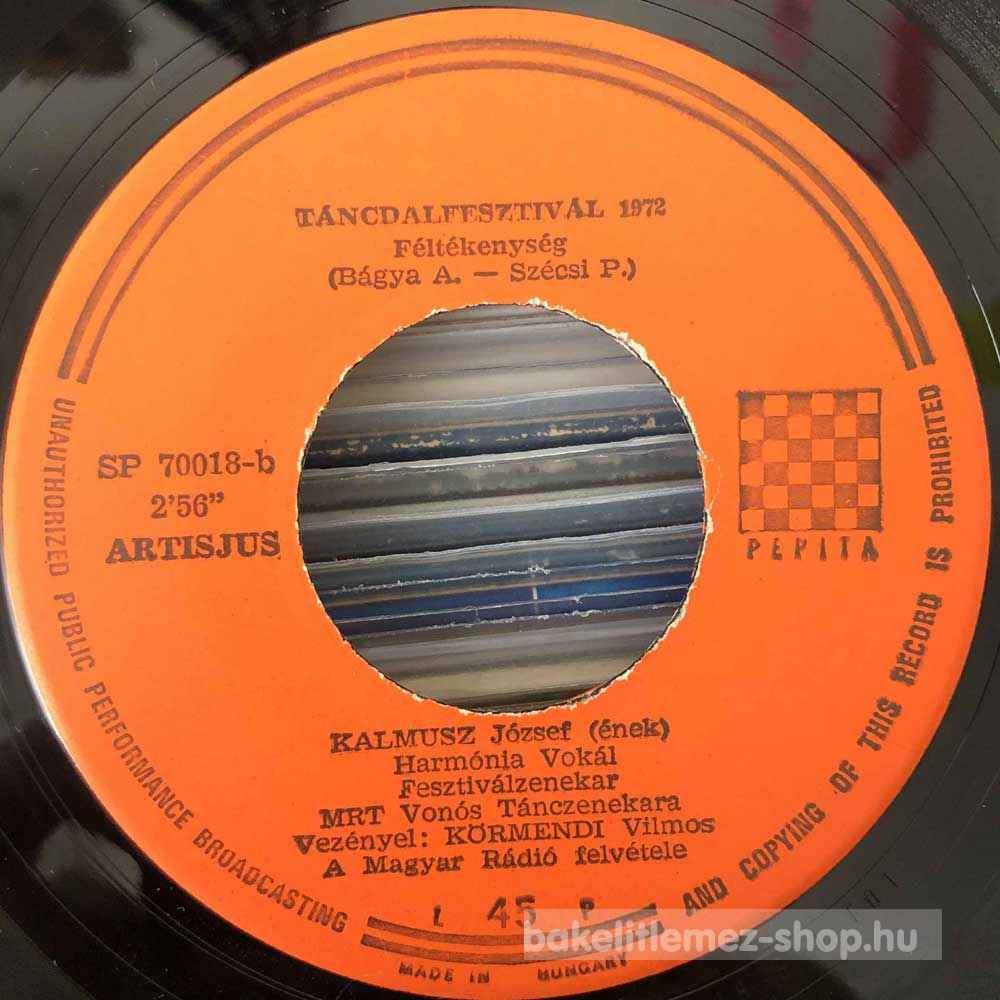 TÁNCDALFESZTIVÁL 1972
Féltékenység
(Bágya A. — Szécsi P.)
SP 70018-b
2'56"
ARTISJUS
PEPITA
KALMUSZ József (ének)
Harmónia Vokál
Fesztiválzenekar
MRT Vonós Tánczenekara
Vezényel: KÖRMENDI Vilmos
A Magyar Rádió felvétele
UNAUTHORIZED PUBLIC PERFORMANCE BROADCASTING
AND COPYING OF THIS RECORD IS PROHIBITED
L 45 P
MADE IN HUNGARY
bakelitlemez-shop.hu